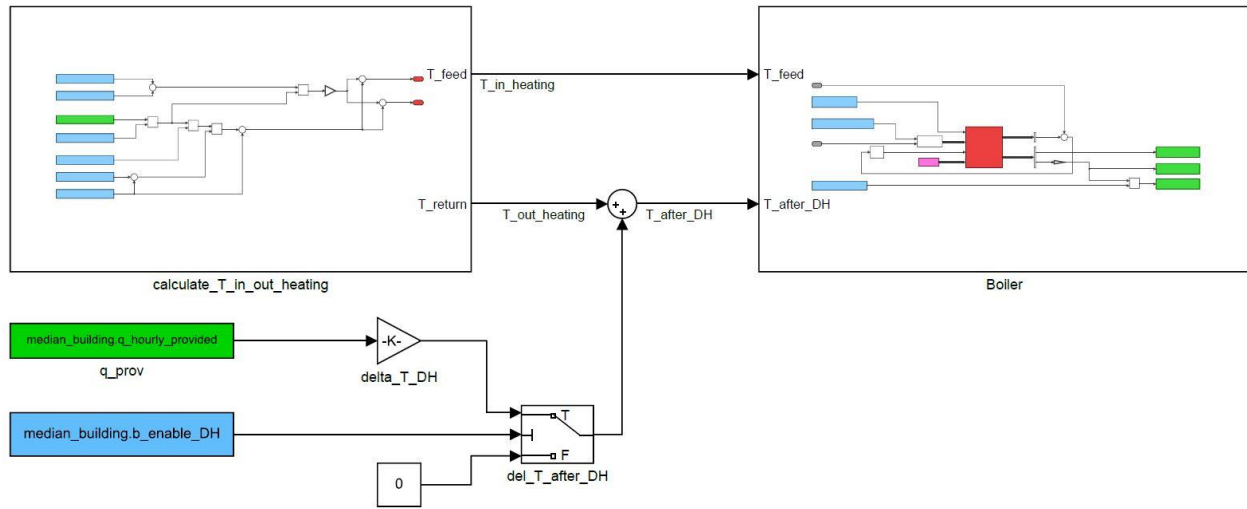 T_feed
T_in_heating
T_feed
T_return
T_out_heating
+
+
T_after_DH
T_after_DH
calculate_T_in_out_heating
Boiler
median_building.q_hourly_provided
-K-
q_prov
delta_T_DH
T
median_building.b_enable_DH
F
0
del_T_after_DH